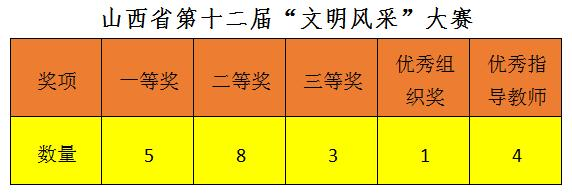 山西省第十二届“文明风采”大赛
奖项 一等奖 二等奖 三等奖 优秀组织奖 优秀指导教师
数量 5 8 3 1 4